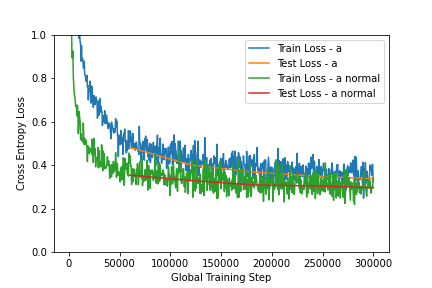 Train Loss - a
Test Loss - a
Train Loss - a normal
Test Loss - a normal
1.0
0.8
0.6
0.4
0.2
0.0
Cross Entropy Loss
0 50000 100000 150000 200000 250000 300000
Global Training Step